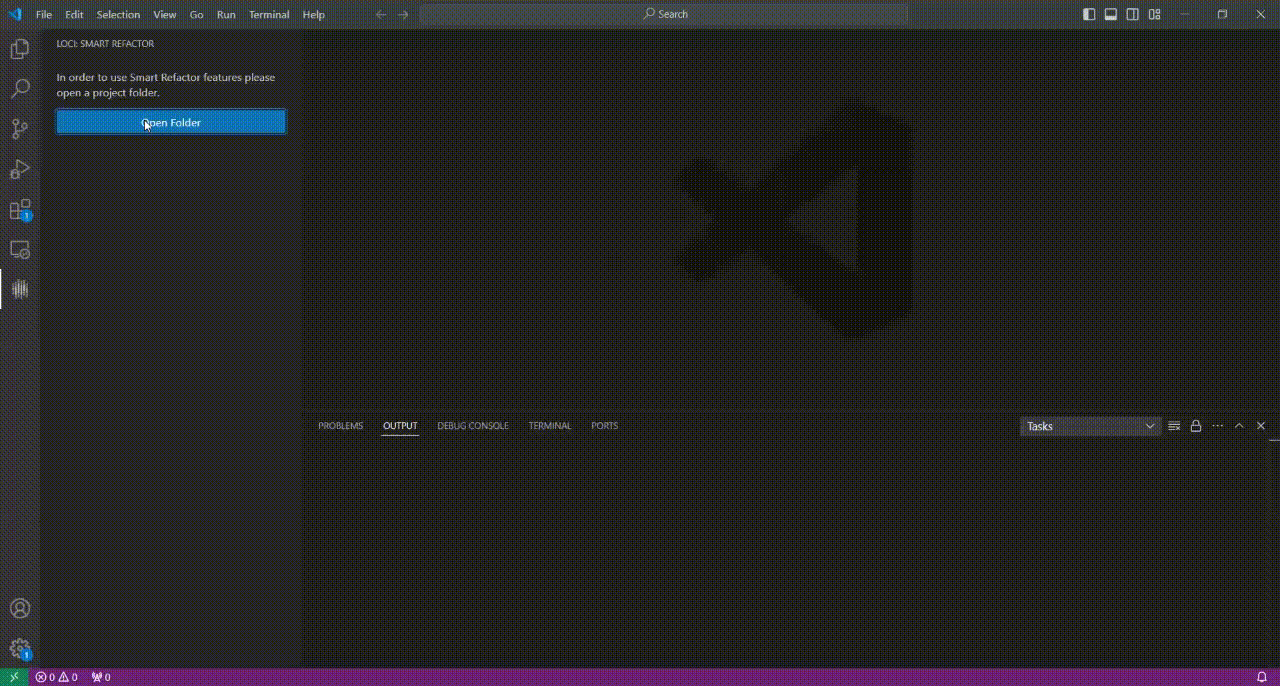 File Edit Selection View Go Run Terminal Help
Search
LOCI: SMART REFACTOR
In order to use Smart Refactor features please
open a project folder.
Open Folder
1
PROBLEMS OUTPUT DEBUG CONSOLE TERMINAL PORTS
Tasks
1
0 0 0